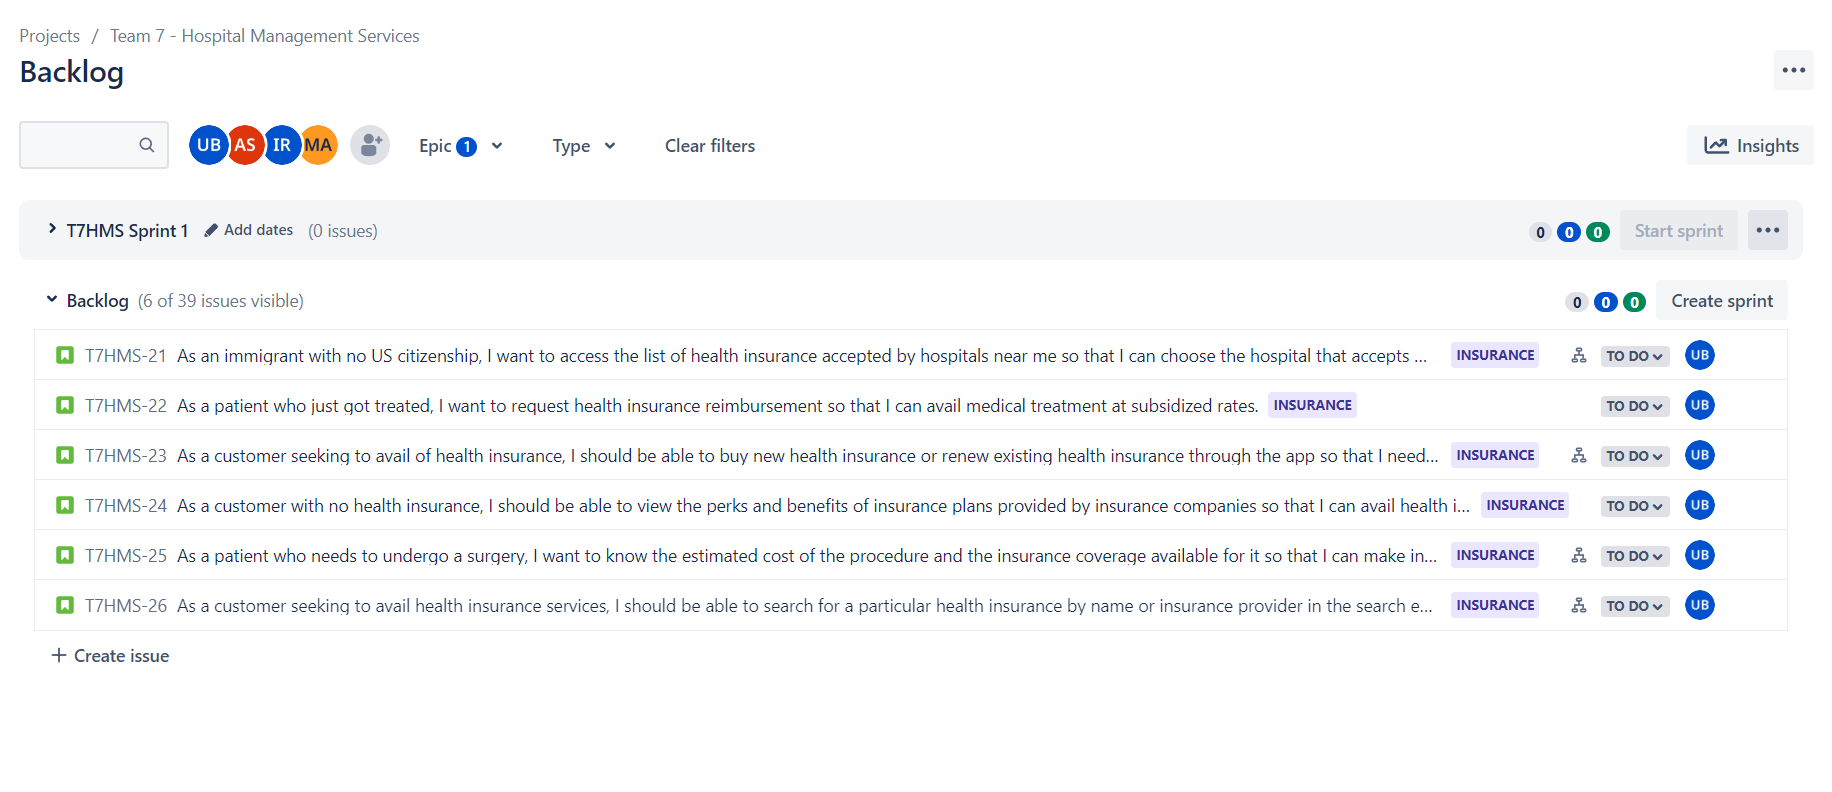 Projects / Team 7 - Hospital Management Services
Backlog
UB AS IR MA Epic 1 Type Clear filters Insights
T7HMS Sprint 1 Add dates (0 issues) 0 0 0 Start sprint
Backlog (6 of 39 issues visible) 0 0 0 Create sprint
T7HMS-21 As an immigrant with no US citizenship, I want to access the list of health insurance accepted by hospitals near me so that I can choose the hospital that accepts ... INSURANCE TO DO UB
T7HMS-22 As a patient who just got treated, I want to request health insurance reimbursement so that I can avail medical treatment at subsidized rates. INSURANCE TO DO UB
T7HMS-23 As a customer seeking to avail of health insurance, I should be able to buy new health insurance or renew existing health insurance through the app so that I need... INSURANCE TO DO UB
T7HMS-24 As a customer with no health insurance, I should be able to view the perks and benefits of insurance plans provided by insurance companies so that I can avail health i... INSURANCE TO DO UB
T7HMS-25 As a patient who needs to undergo a surgery, I want to know the estimated cost of the procedure and the insurance coverage available for it so that I can make in... INSURANCE TO DO UB
T7HMS-26 As a customer seeking to avail health insurance services, I should be able to search for a particular health insurance by name or insurance provider in the search e... INSURANCE TO DO UB
+ Create issue